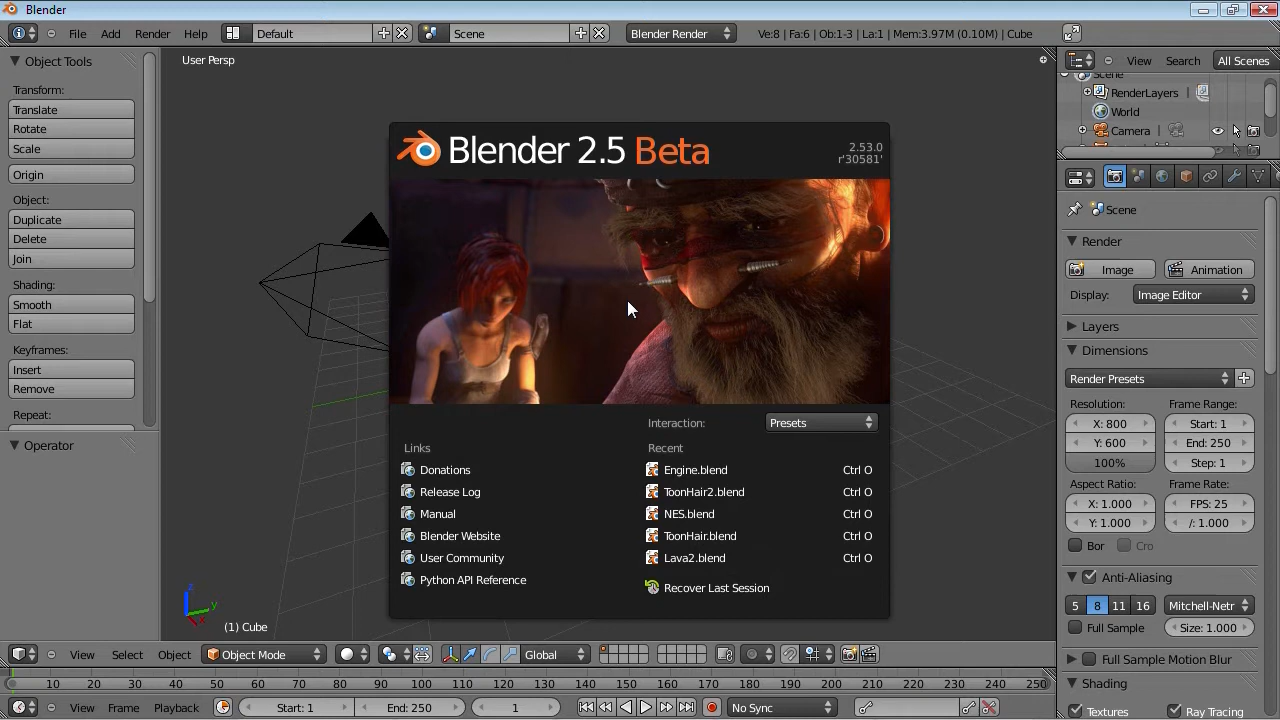 Blender
File Add Render Help Default Scene Blender Render Ve:8 | Fa:6 | Ob:1-3 | La:1 | Mem:3.97M (0.10M) | Cube
Object Tools
Transform:
Translate
Rotate
Scale
Origin
Object:
Duplicate
Delete
Join
Shading:
Smooth
Flat
Keyframes:
Insert
Remove
Repeat:
Operator
User Persp
Blender 2.5 Beta
2.53.0
r'30581'
Interaction: Presets
Links
Donations
Release Log
Manual
Blender Website
User Community
Python API Reference
Recent
Engine.blend Ctrl O
ToonHair2.blend Ctrl O
NES.blend Ctrl O
ToonHair.blend Ctrl O
Lava2.blend Ctrl O
Recover Last Session
z
y
x
(1) Cube
View Search All Scenes
Scene
RenderLayers
World
Camera
Scene
Render
Image Animation
Display: Image Editor
Layers
Dimensions
Render Presets
Resolution: Frame Range:
X: 800 Start: 1
Y: 600 End: 250
100% Step: 1
Aspect Ratio: Frame Rate:
X: 1.000 FPS: 25
Y: 1.000 /: 1.000
Bor Cro
Anti-Aliasing
5 8 11 16 Mitchell-Netr
Full Sample Size: 1.000
Full Sample Motion Blur
Shading
Textures Ray Tracing
View Select Object Object Mode Global
0 10 20 30 40 50 60 70 80 90 100 110 120 130 140 150 160 170 180 190 200 210 220 230 240 250
View Frame Playback Start: 1 End: 250 1 No Sync